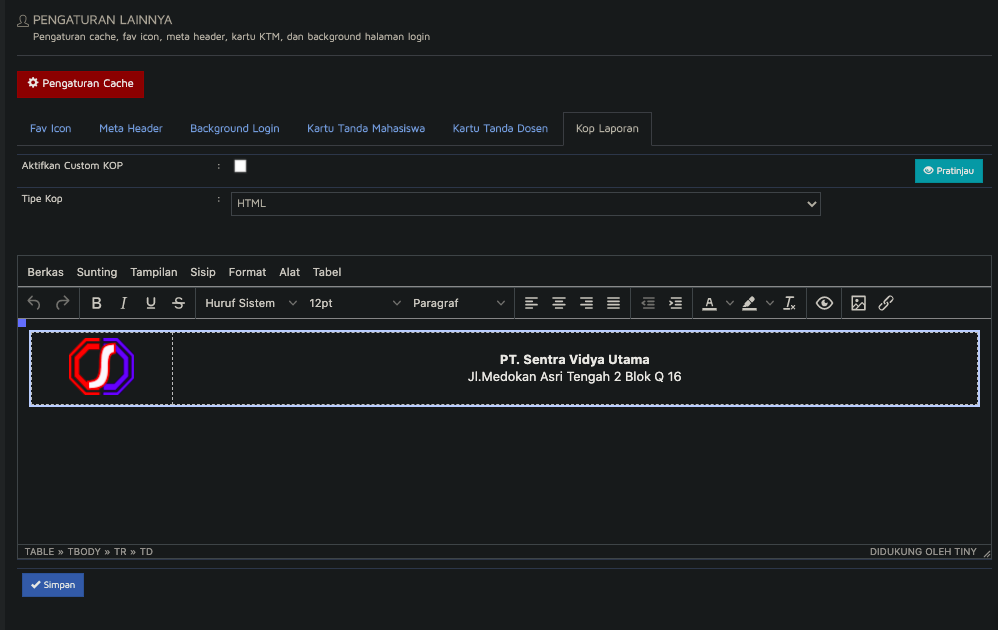 PENGATURAN LAINNYA
Pengaturan cache, fav icon, meta header, kartu KTM, dan background halaman login
Pengaturan Cache
Fav Icon Meta Header Background Login Kartu Tanda Mahasiswa Kartu Tanda Dosen Kop Laporan
Aktifkan Custom KOP :
Pratinjau
Tipe Kop : HTML
Berkas Sunting Tampilan Sisip Format Alat Tabel
B I U S Huruf Sistem 12pt Paragraf A
PT. Sentra Vidya Utama
Jl.Medokan Asri Tengah 2 Blok Q 16
TABLE » TBODY » TR » TD DIDUKUNG OLEH TINY
Simpan